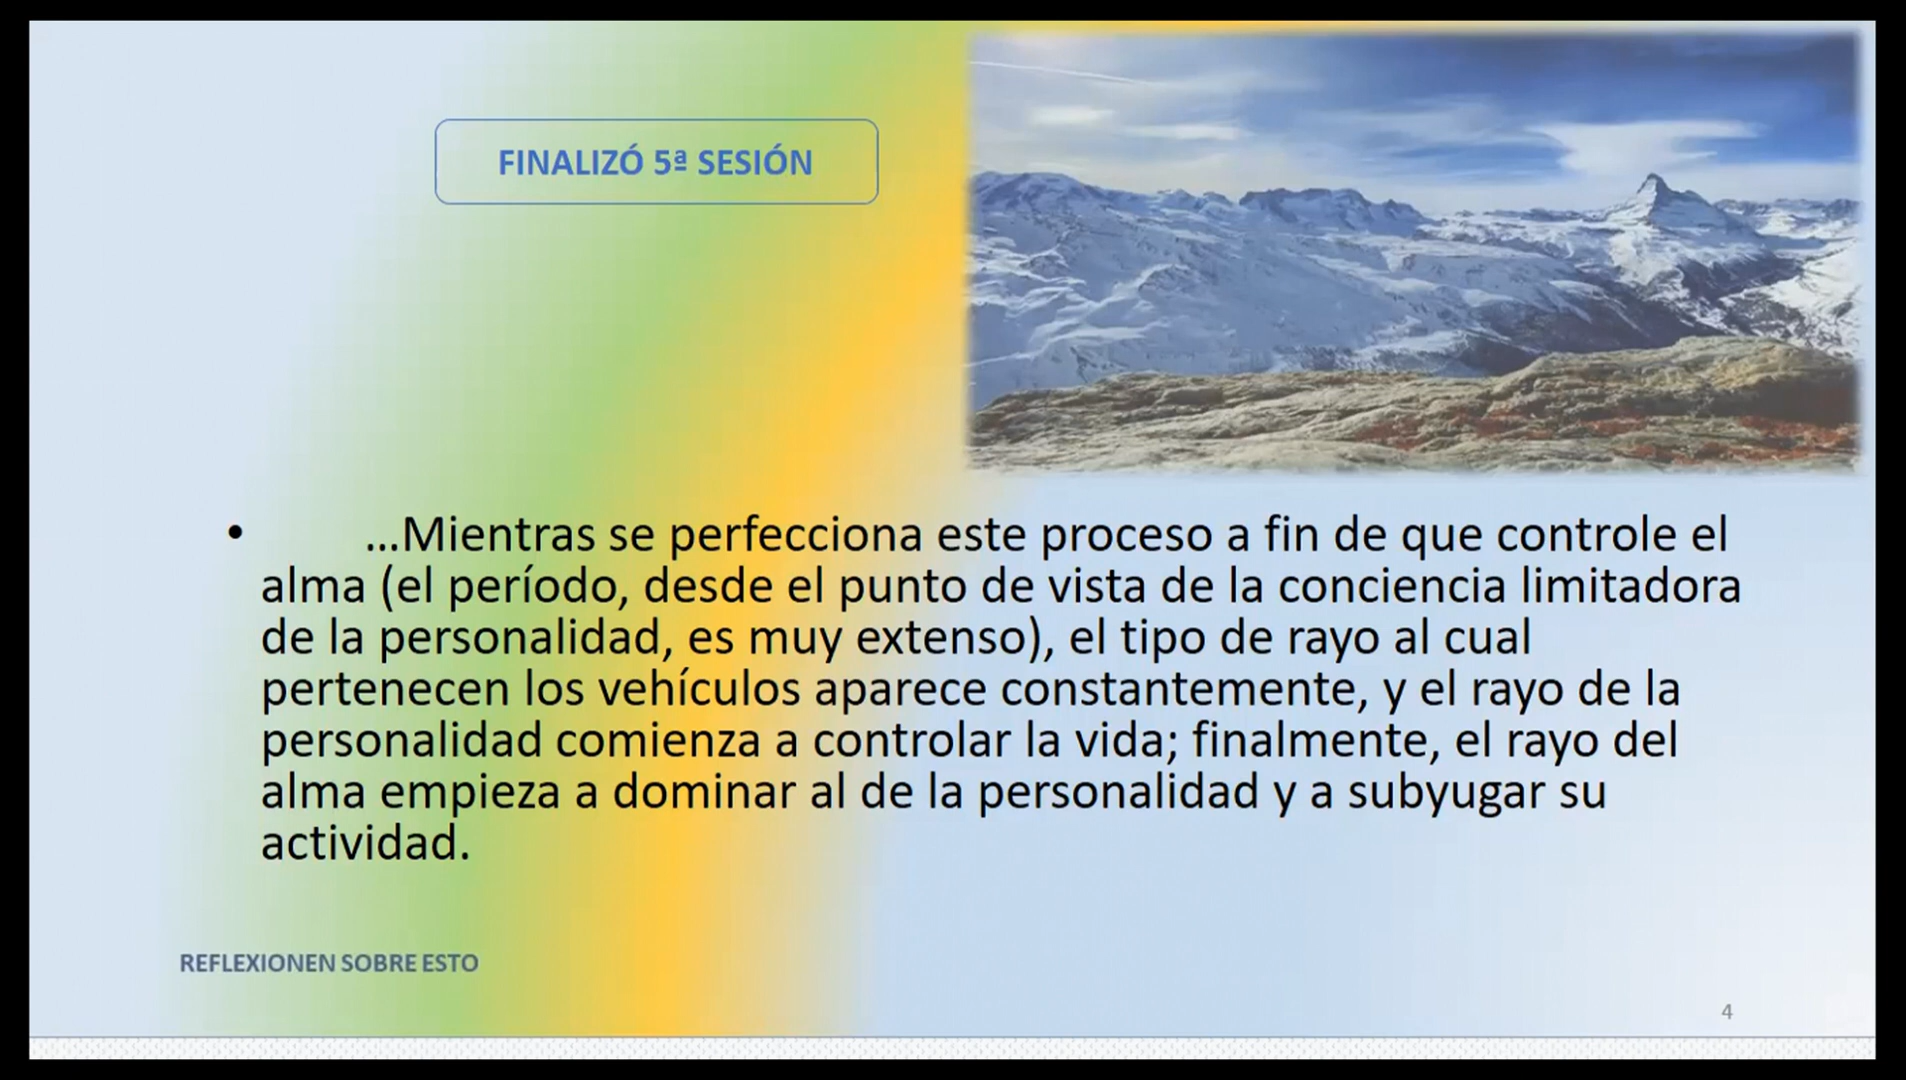 FINALIZÓ 5ª SESIÓN
• ...Mientras se perfecciona este proceso a fin de que controle el
alma (el período, desde el punto de vista de la conciencia limitadora
de la personalidad, es muy extenso), el tipo de rayo al cual
pertenecen los vehículos aparece constantemente, y el rayo de la
personalidad comienza a controlar la vida; finalmente, el rayo del
alma empieza a dominar al de la personalidad y a subyugar su
actividad.
REFLEXIONEN SOBRE ESTO
4